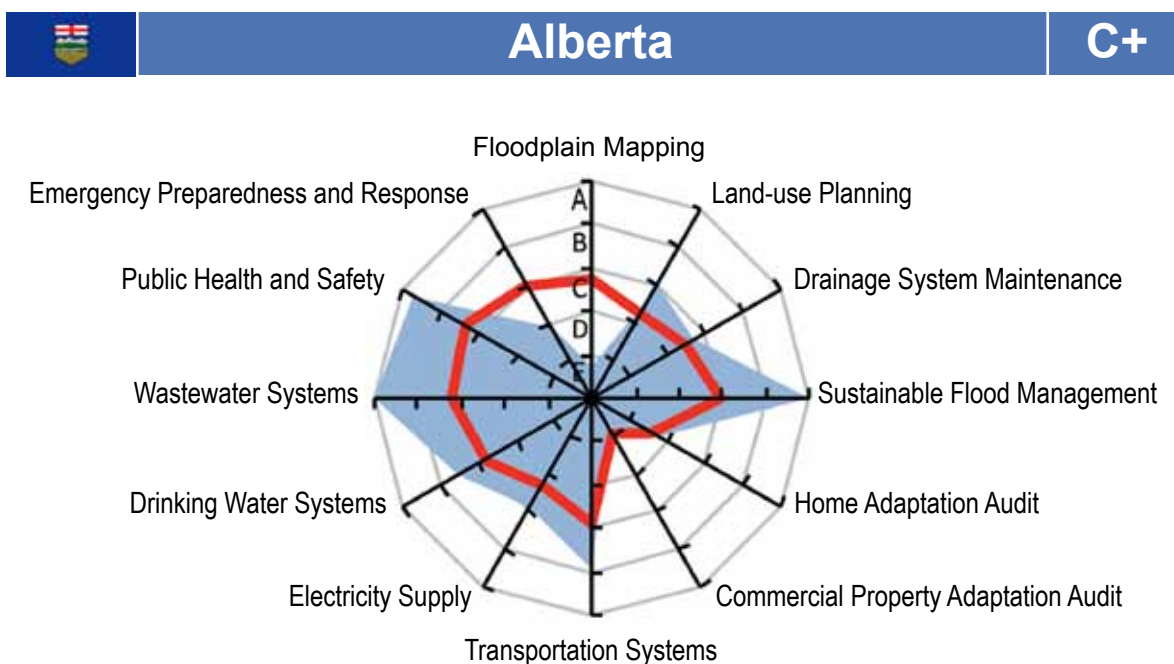 Alberta
C+
Floodplain Mapping
Emergency Preparedness and Response
Land-use Planning
A
B
Public Health and Safety
Drainage System Maintenance
C
D
E
Wastewater Systems
Sustainable Flood Management
Drinking Water Systems
Home Adaptation Audit
Electricity Supply
Commercial Property Adaptation Audit
Transportation Systems